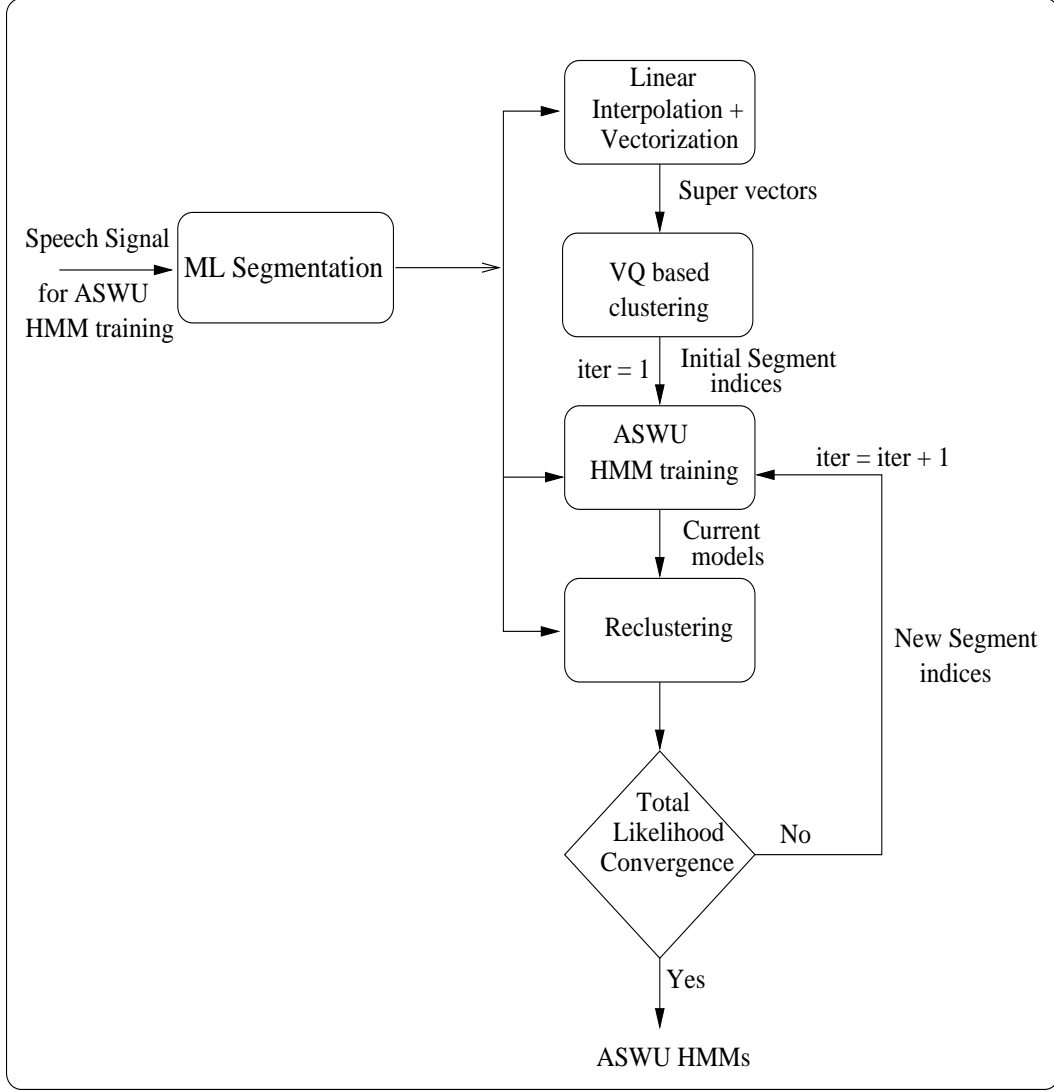 Linear
Interpolation +
Vectorization
Super vectors
Speech Signal
for ASWU
HMM training
ML Segmentation
VQ based
clustering
iter = 1
Initial Segment
indices
ASWU
HMM training
iter = iter + 1
Current
models
Reclustering
New Segment
indices
Total
Likelihood
Convergence
No
Yes
ASWU HMMs